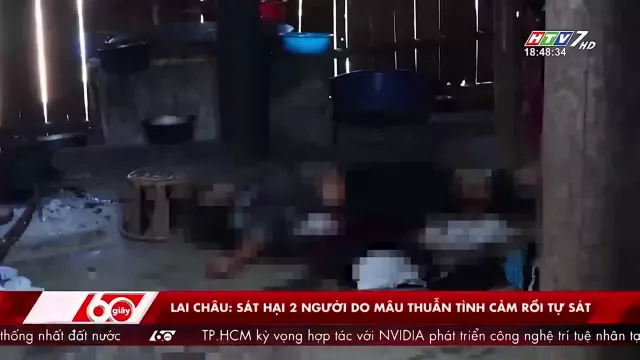 HTV7 HD
18:48:34
60 giây
LAI CHÂU: SÁT HẠI 2 NGƯỜI DO MÂU THUẪN TÌNH CẢM RỒI TỰ SÁT
thống nhất đất nước TP.HCM kỳ vọng hợp tác với NVIDIA phát triển công nghệ trí tuệ nhân tạ